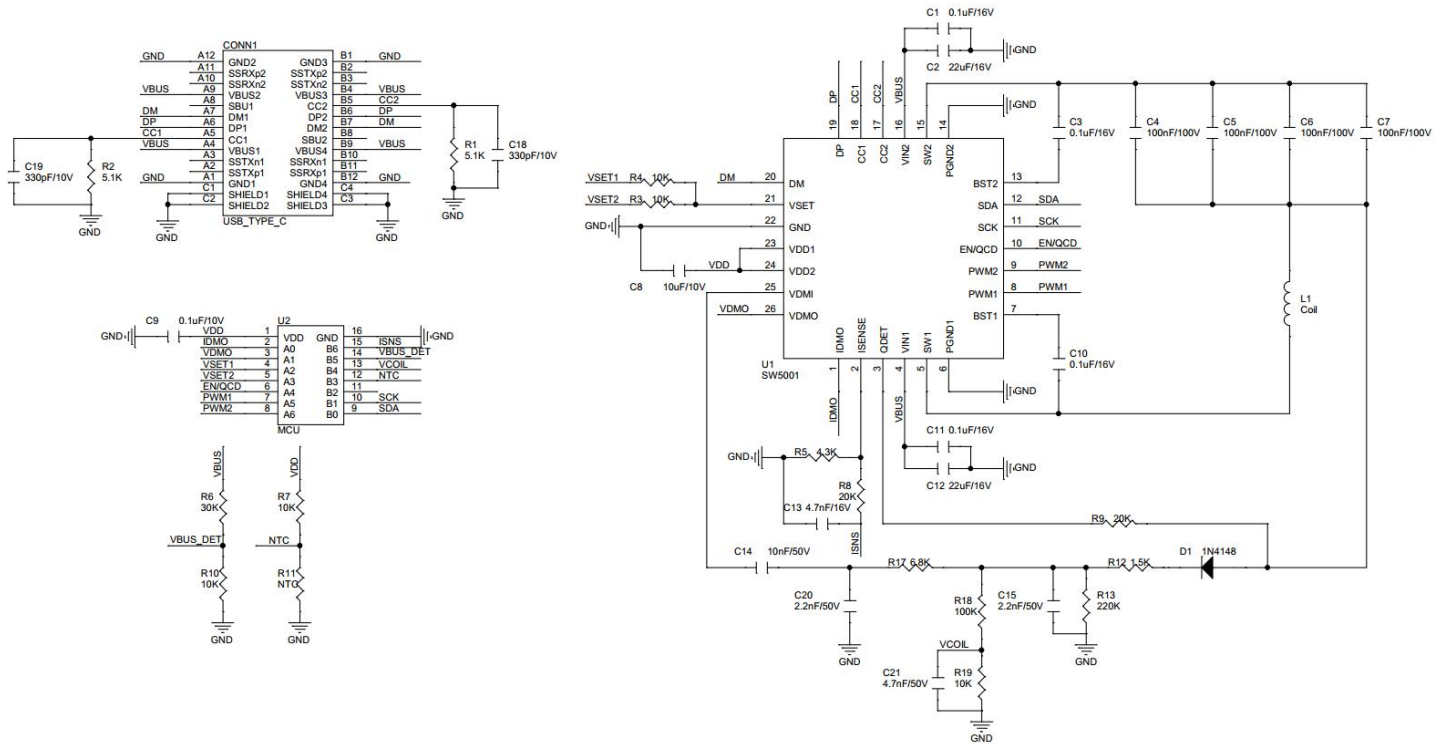 CONN1
GND A12 GND2 GND3 B1 GND
A11 SSRXp2 SSTXp2 B2
A10 SSRXn2 SSTXn2 B3
VBUS A9 VBUS2 VBUS3 B4 VBUS
A8 SBU1 CC2 B5 CC2
DM A7 DM1 DP2 B6 DP
DP A6 DP1 DM2 B7 DM
CC1 A5 CC1 SBU2 B8
VBUS A4 VBUS1 VBUS4 B9 VBUS
A3 SSTXn1 SSRXn1 B10
A2 SSTXp1 SSRXp1 B11
GND A1 GND1 GND4 B12 GND
C1 SHIELD1 SHIELD4 C4
C2 SHIELD2 SHIELD3 C3
USB_TYPE_C
C19
330pF/10V
R2
5.1K
GND
GND
GND
R1
5.1K
C18
330pF/10V
GND
C9 0.1uF/10V
GND
U2
VDD 1 VDD GND 16 GND
IDMO 2 A0 B6 15 ISNS
VDMO 3 A1 B5 14 VBUS_DET
VSET1 4 A2 B4 13 VCOIL
VSET2 5 A3 B3 12 NTC
EN/QCD 6 A4 B2 11
PWM1 7 A5 B1 10 SCK
PWM2 8 A6 B0 9 SDA
MCU
VBUS
R6
30K
VBUS_DET
R10
10K
GND
VDD
R7
10K
NTC
R11
NTC
GND
C1 0.1uF/16V
GND
C2 22uF/16V
DP CC1 CC2 VBUS
GND
19 18 17 16 15 14
DP CC1 CC2 VIN2 SW2 PGND2
C3
0.1uF/16V
C4
100nF/100V
C5
100nF/100V
C6
100nF/100V
C7
100nF/100V
VSET1 R4 10K
VSET2 R3 10K
GND
C8 10uF/10V
VDD
DM 20 DM
21 VSET
22 GND
23 VDD1
24 VDD2
25 VDMI
VDMO 26 VDMO
BST2 13
SDA 12 SDA
SCK 11 SCK
EN/QCD 10 EN/QCD
PWM2 9 PWM2
PWM1 8 PWM1
BST1 7
L1
Coil
IDMO ISENSE QDET VIN1 SW1 PGND1
1 2 3 4 5 6
U1
SW5001
C10
0.1uF/16V
GND
IDMO
VBUS
C11 0.1uF/16V
GND
C12 22uF/16V
GND
R5 4.3K
R8
20K
C13 4.7nF/16V
ISNS
R9 20K
C14 10nF/50V
R17 6.8K
R12 1.5K
D1 1N4148
C20
2.2nF/50V
GND
R18
100K
C15
2.2nF/50V
R13
220K
GND
VCOIL
C21
4.7nF/50V
R19
10K
GND